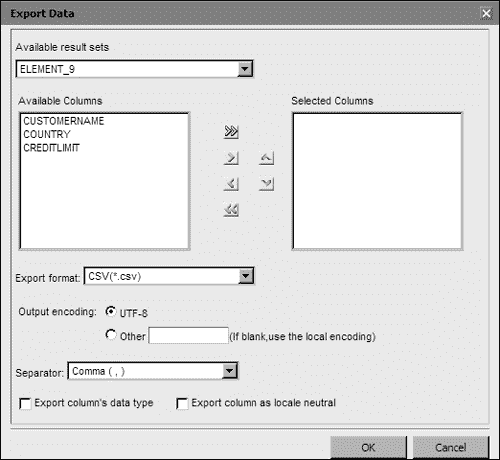 Export Data
Available result sets
ELEMENT_9
Available Columns
Selected Columns
CUSTOMERNAME
COUNTRY
CREDITLIMIT
Export format: CSV(*.csv)
Output encoding: UTF-8
Other (If blank,use the local encoding)
Separator: Comma ( , )
Export column's data type Export column as locale neutral
OK Cancel